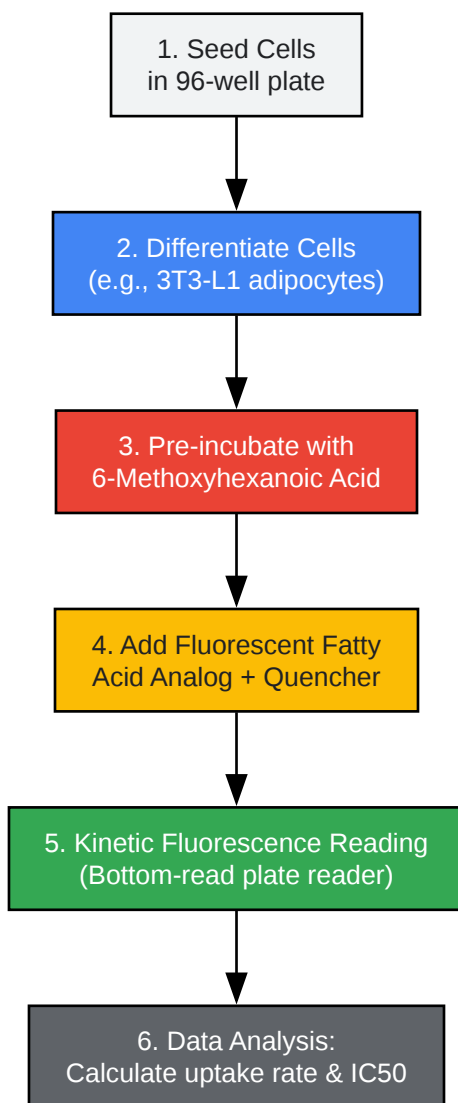 1. Seed Cells
in 96-well plate
2. Differentiate Cells
(e.g., 3T3-L1 adipocytes)
3. Pre-incubate with
6-Methoxyhexanoic Acid
4. Add Fluorescent Fatty
Acid Analog + Quencher
5. Kinetic Fluorescence Reading
(Bottom-read plate reader)
6. Data Analysis:
Calculate uptake rate & IC50